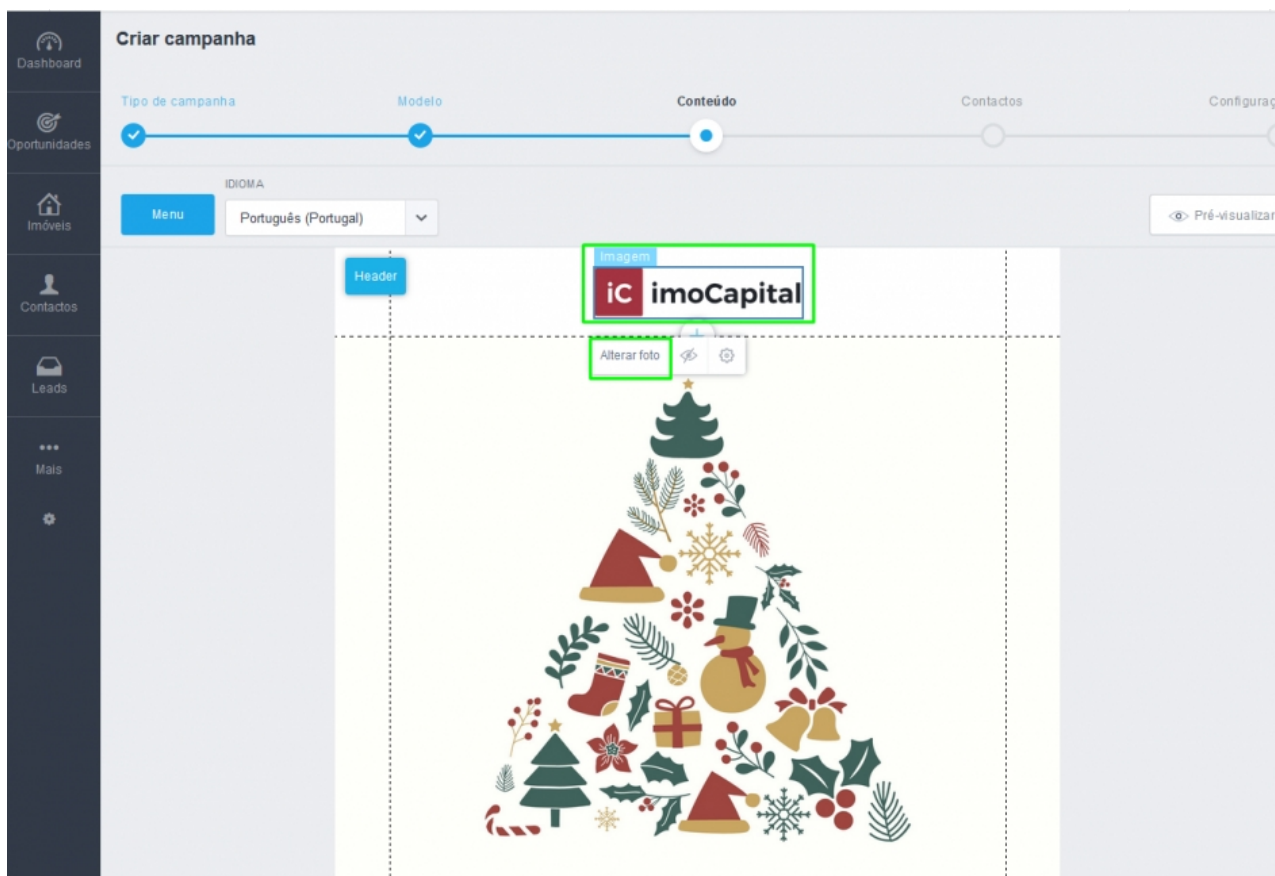 Criar campanha
Dashboard
Tipo de campanha
Modelo
Conteúdo
Contactos
Oportunidades
IDIOMA
Menu
Português (Portugal)
Pré-visualizar
Imóveis
Imagem
Header
iC imoCapital
Contactos
Alterar foto
Leads
Mais